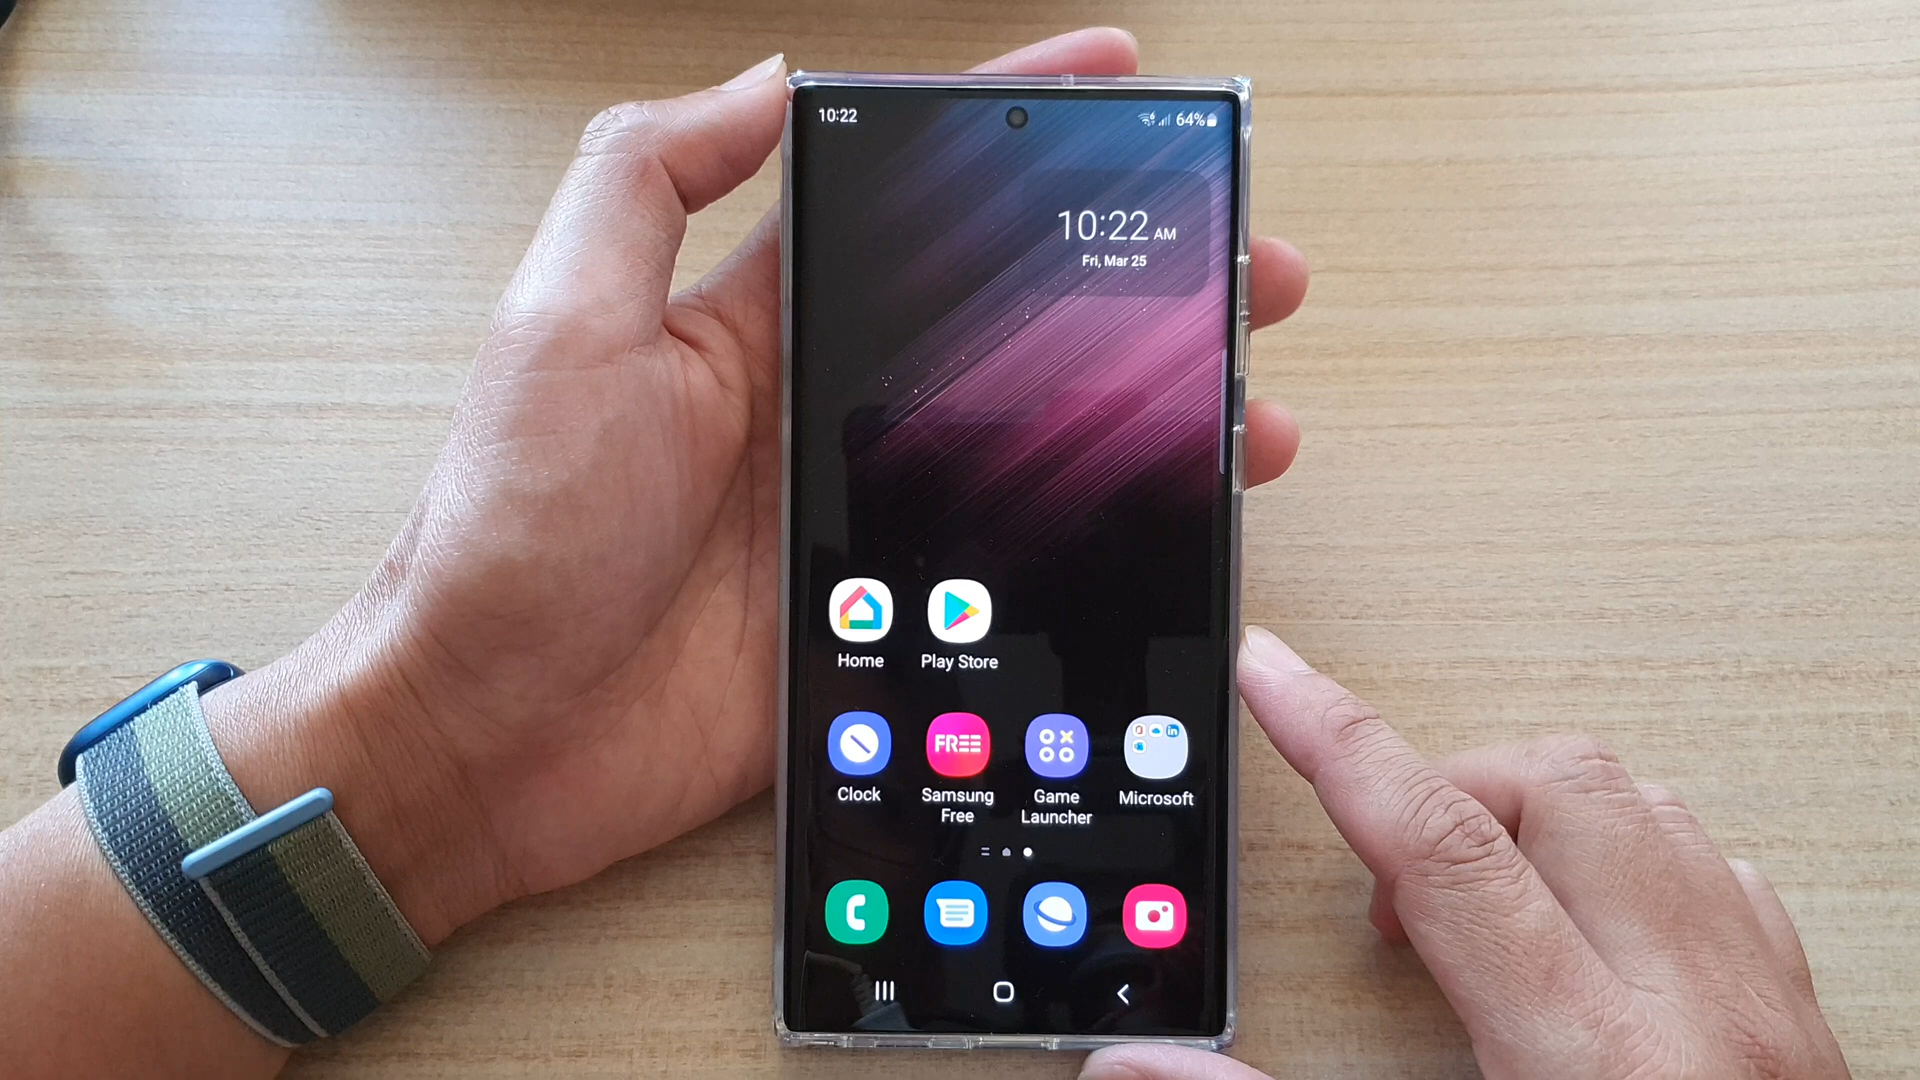 10:22
64%
10:22 AM
Fri, Mar 25
Home
Play Store
FREE
in
Clock
Samsung
Free
Game
Launcher
Microsoft